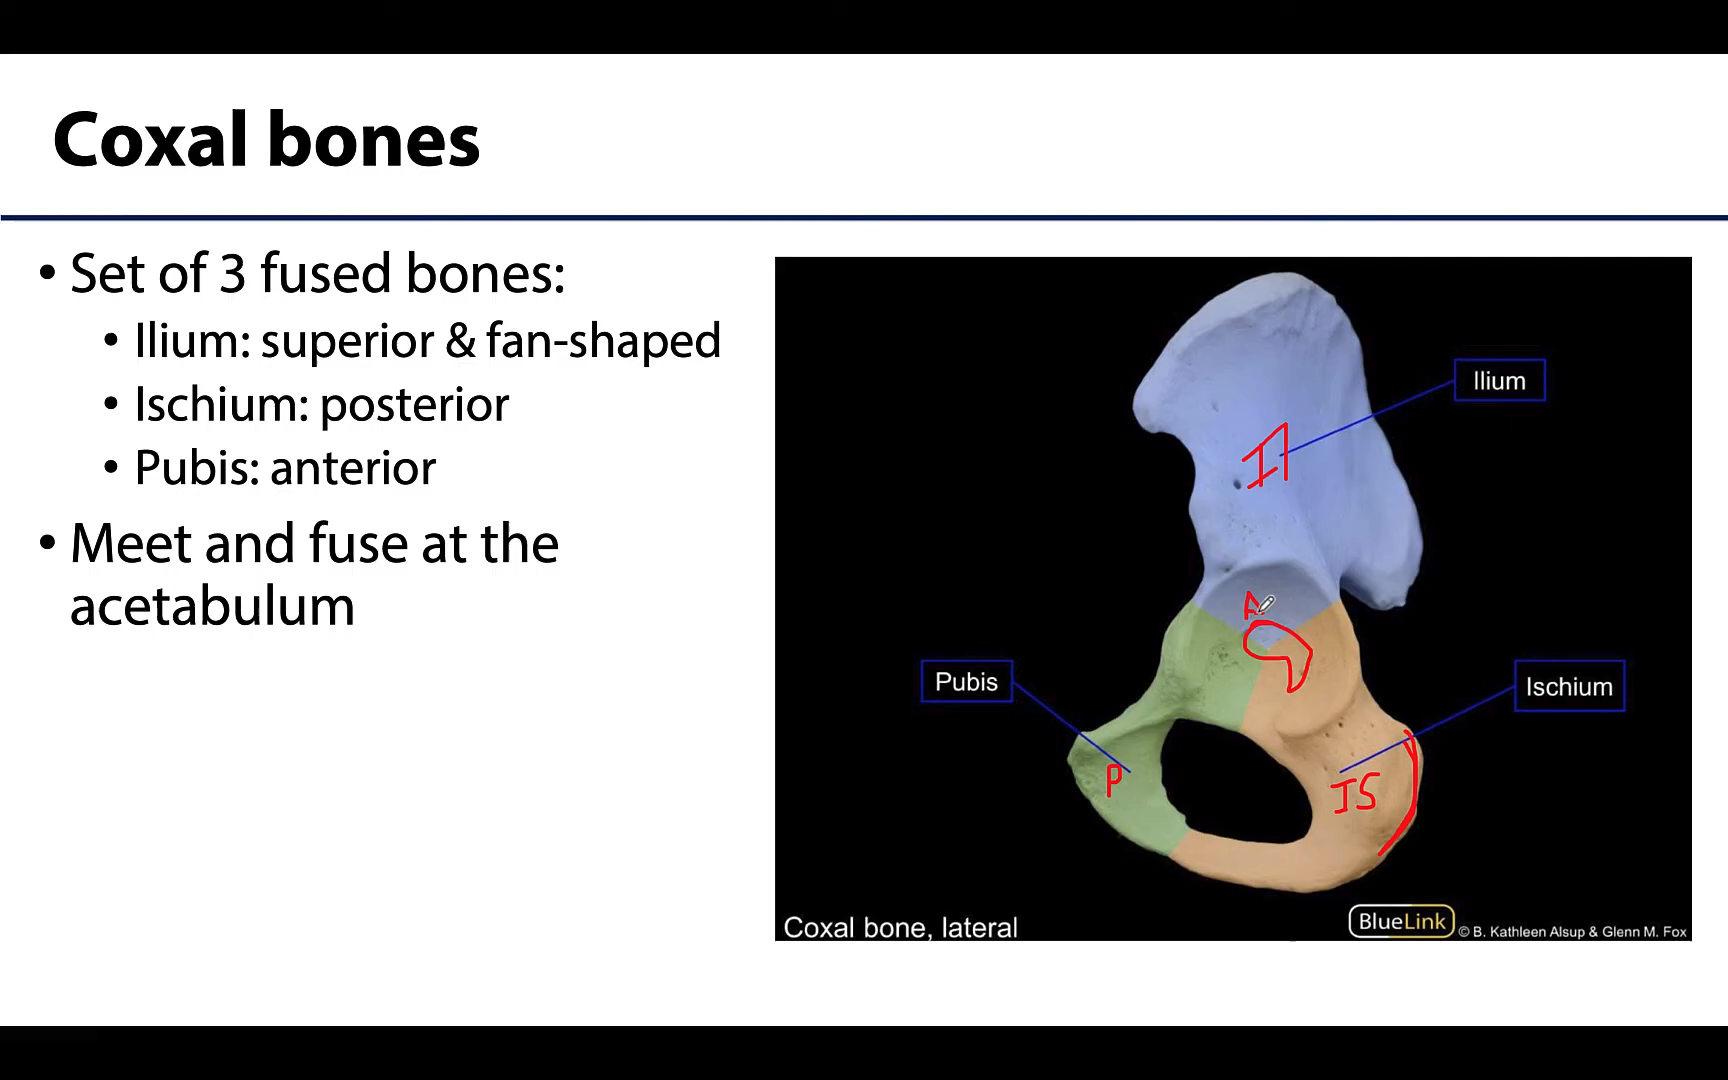 Coxal bones
• Set of 3 fused bones:
• Ilium: superior & fan-shaped
• Ischium: posterior
• Pubis: anterior
• Meet and fuse at the
acetabulum
Ilium
Il
A
Pubis
Ischium
P
IS
Coxal bone, lateral
BlueLink
© B. Kathleen Alsup & Glenn M. Fox